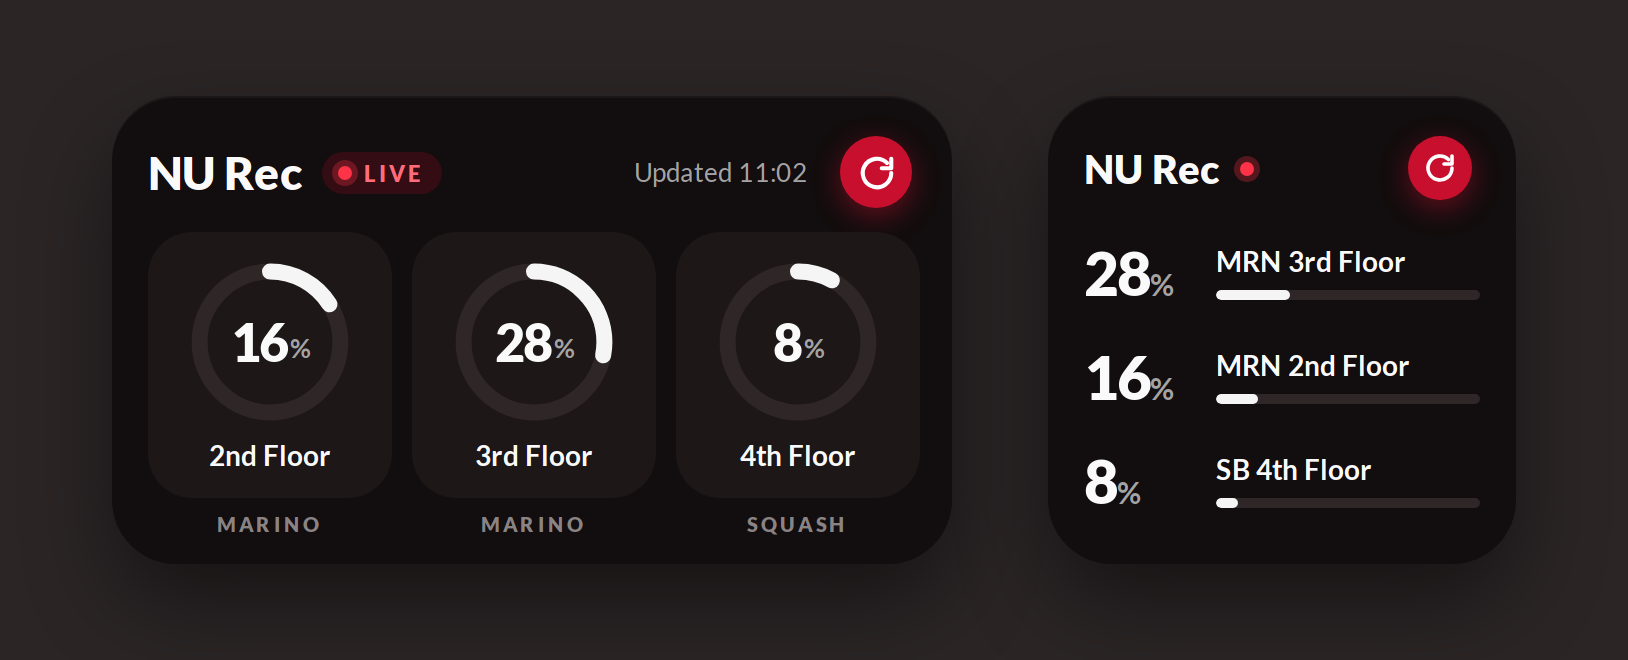 NU Rec
LIVE
Updated 11:02
16%
28%
8%
2nd Floor
3rd Floor
4th Floor
MARINO
MARINO
SQUASH
NU Rec
28%
MRN 3rd Floor
16%
MRN 2nd Floor
8%
SB 4th Floor